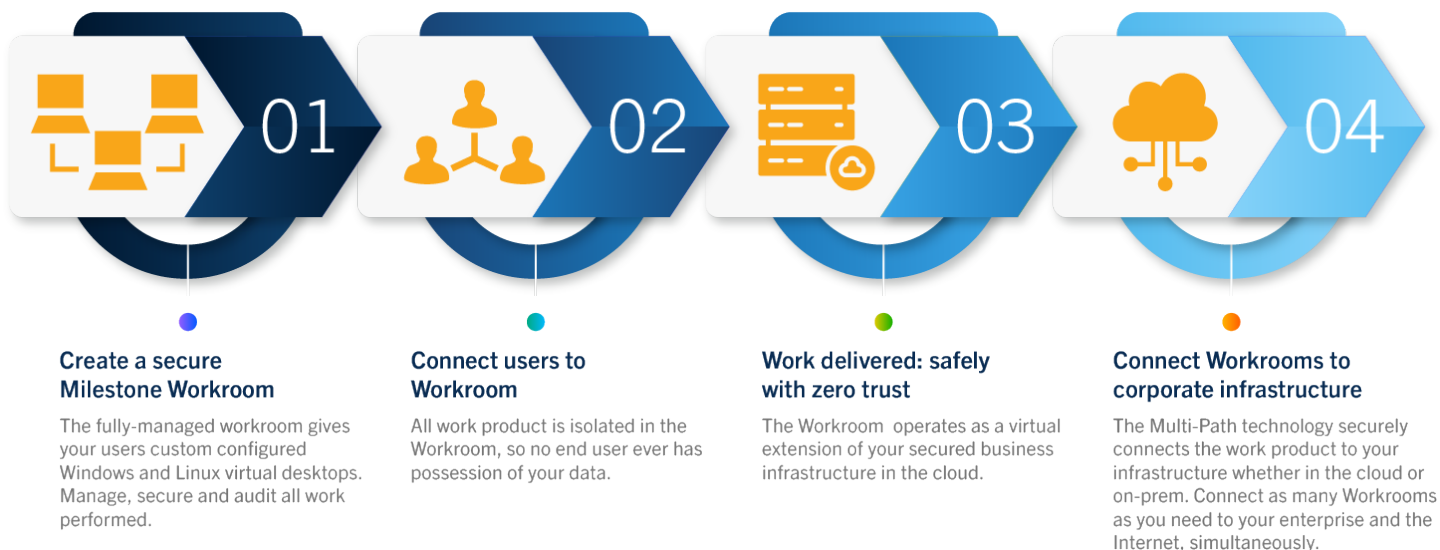 01
02
03
04
Create a secure
Milestone Workroom
The fully-managed workroom gives
your users custom configured
Windows and Linux virtual desktops.
Manage, secure and audit all work
performed.
Connect users to
Workroom
All work product is isolated in the
Workroom, so no end user ever has
possession of your data.
Work delivered: safely
with zero trust
The Workroom operates as a virtual
extension of your secured business
infrastructure in the cloud.
Connect Workrooms to
corporate infrastructure
The Multi-Path technology securely
connects the work product to your
infrastructure whether in the cloud or
on-prem. Connect as many Workrooms
as you need to your enterprise and the
Internet, simultaneously.